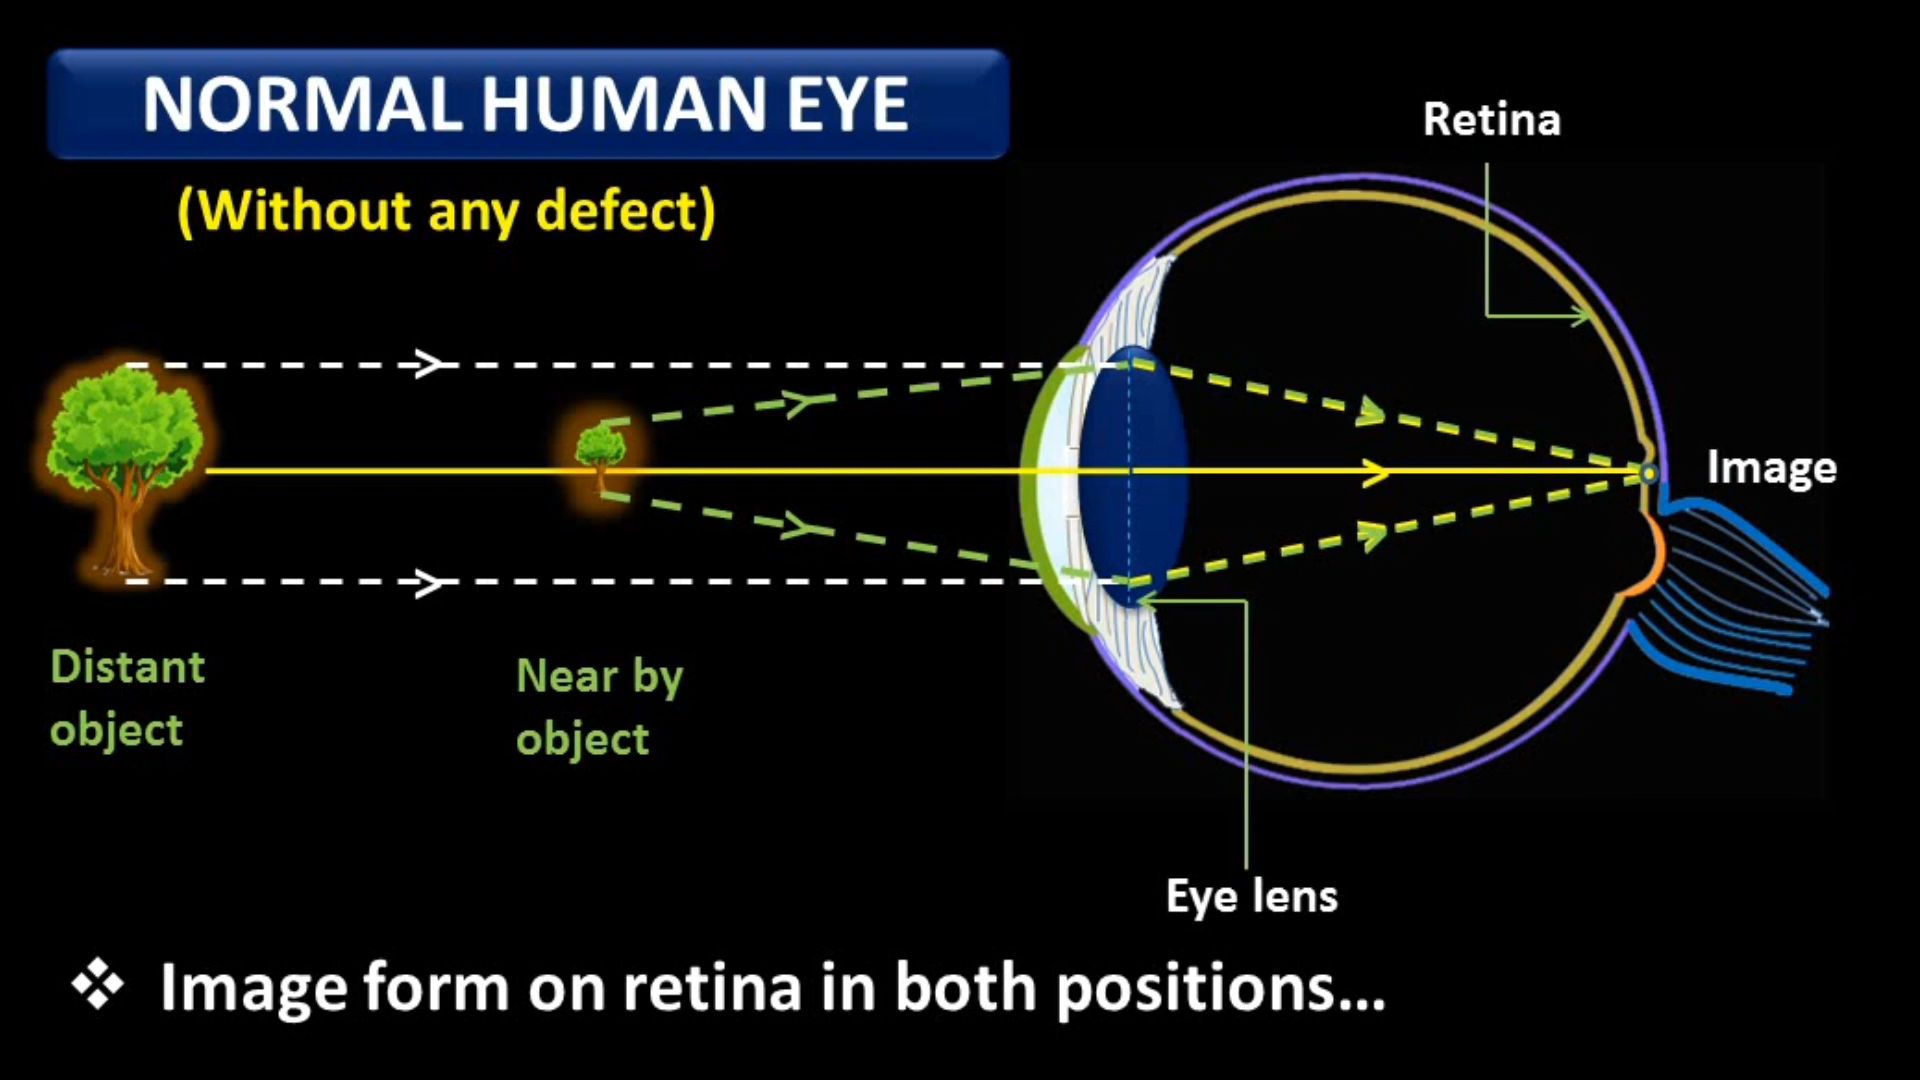 NORMAL HUMAN EYE
(Without any defect)
Retina
Image
Distant
object
Near by
object
Eye lens
❖ Image form on retina in both positions...